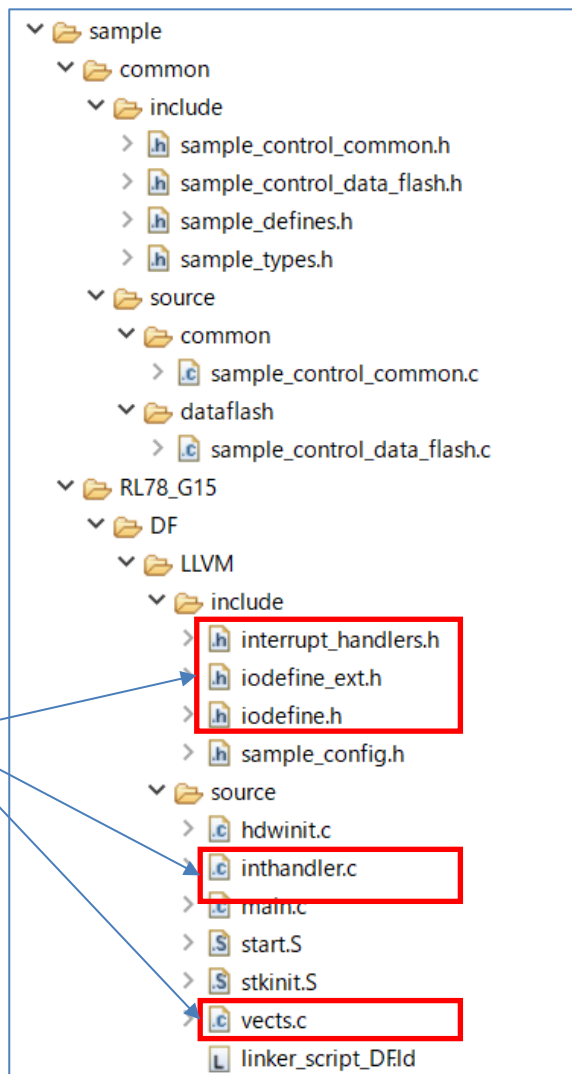 sample
common
include
sample_control_common.h
sample_control_data_flash.h
sample_defines.h
sample_types.h
source
common
sample_control_common.c
dataflash
sample_control_data_flash.c
RL78_G15
DF
LLVM
include
interrupt_handlers.h
iodefine_ext.h
iodefine.h
sample_config.h
source
hdwinit.c
inthandler.c
main.c
start.S
stkinit.S
vects.c
linker_script_DF.ld